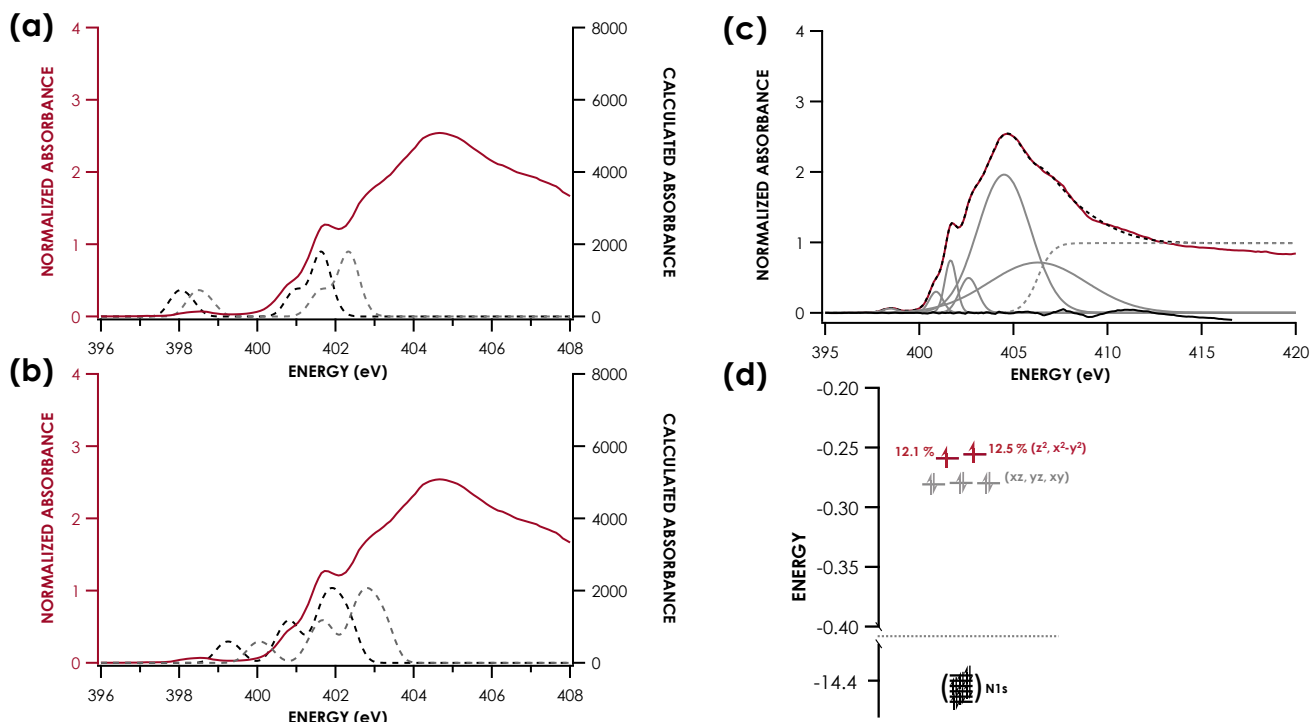 (a)
NORMALIZED ABSORBANCE
4
3
2
1
0
8000
6000
4000
2000
0
CALCULATED ABSORBANCE
396 398 400 402 404 406 408
ENERGY (eV)
(b)
NORMALIZED ABSORBANCE
4
3
2
1
0
8000
6000
4000
2000
0
CALCULATED ABSORBANCE
396 398 400 402 404 406 408
ENERGY (eV)
(c)
NORMALIZED ABSORBANCE
4
3
2
1
0
395 400 405 410 415 420
ENERGY (eV)
(d)
ENERGY
-0.20
-0.25
-0.30
-0.35
-0.40
-14.4
12.1 % 12.5 % (z², x²-y²)
(xz, yz, xy)
( ) N1s